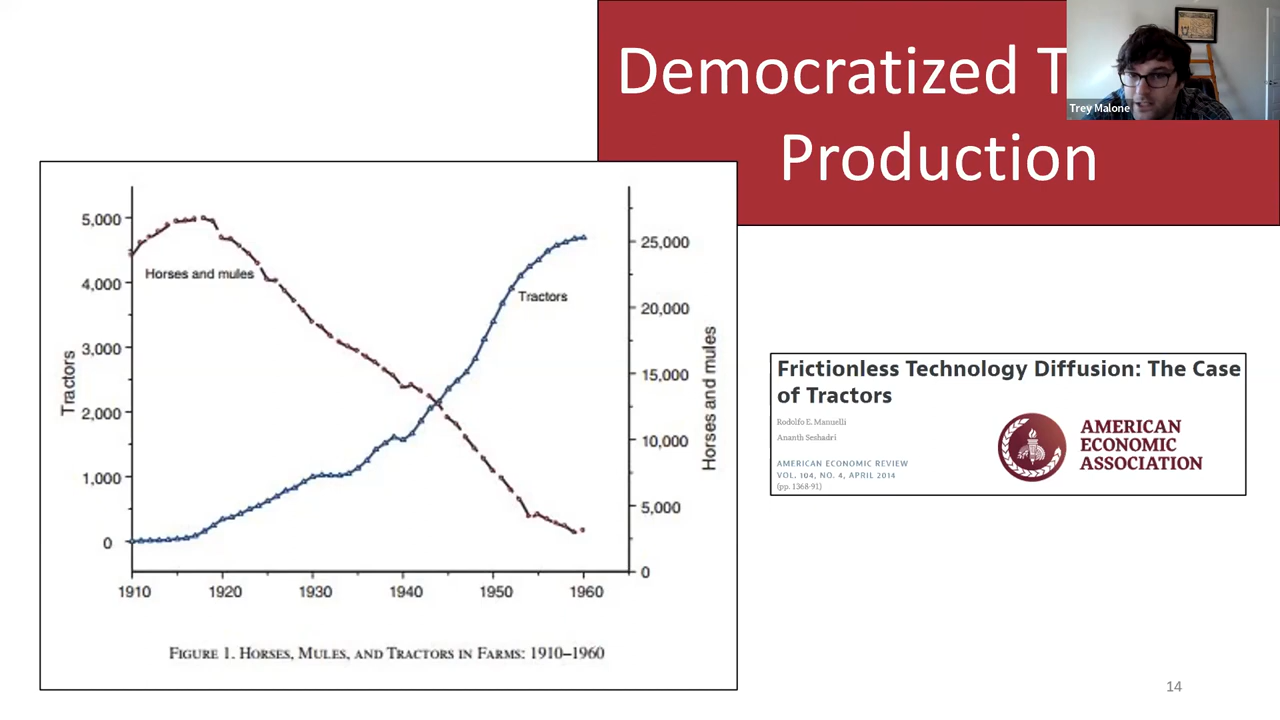 Democratized T
Production
Trey Malone
5,000
4,000
3,000
2,000
1,000
0
Tractors
Horses and mules
Tractors
25,000
20,000
15,000
10,000
5,000
0
Horses and mules
1910
1920
1930
1940
1950
1960
FIGURE 1. HORSES, MULES, AND TRACTORS IN FARMS: 1910–1960
Frictionless Technology Diffusion: The Case
of Tractors
Rodolfo E. Manuelli
Ananth Seshadri
AMERICAN ECONOMIC REVIEW
VOL. 104, NO. 4, APRIL 2014
(pp. 1368-91)
AMERICAN
ECONOMIC
ASSOCIATION
14